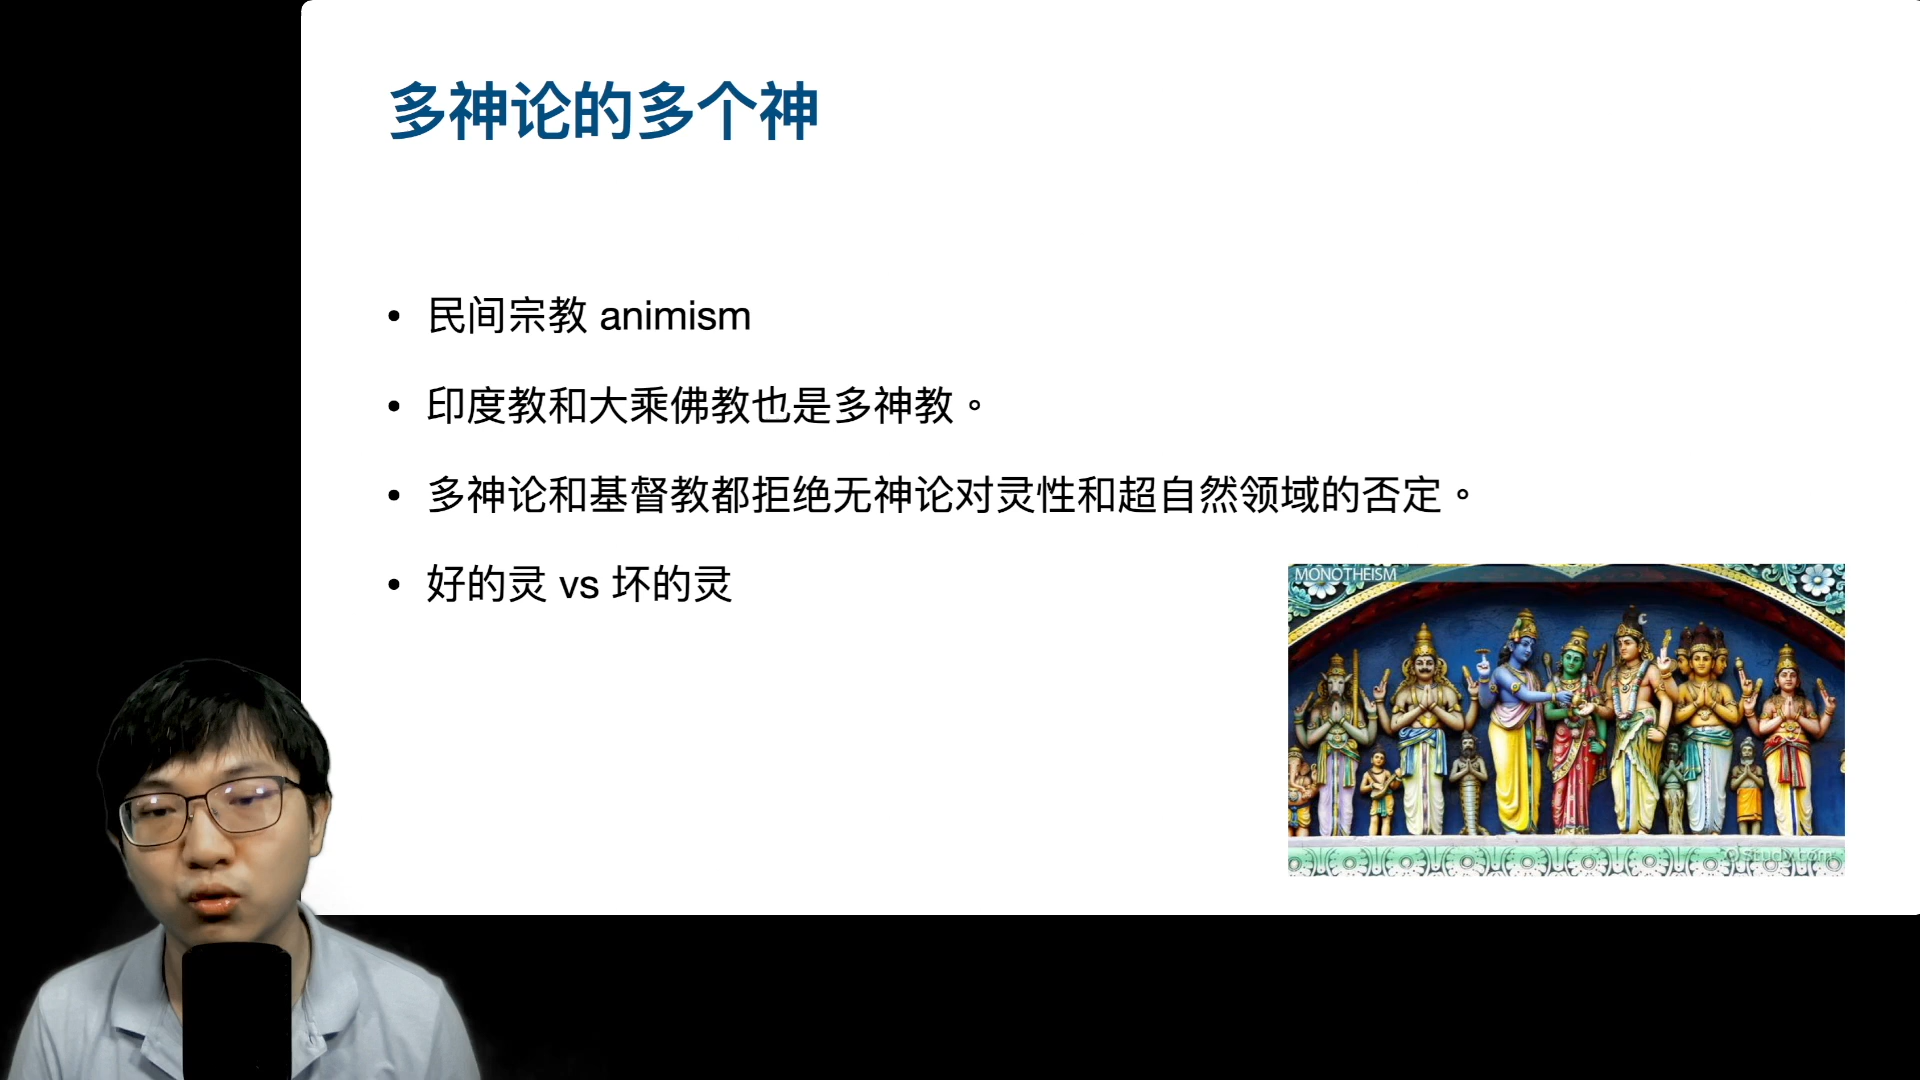 多神论的多个神
• 民间宗教 animism
• 印度教和大乘佛教也是多神教。
• 多神论和基督教都拒绝无神论对灵性和超自然领域的否定。
• 好的灵 vs 坏的灵
MONOTHEISM
© Study.com